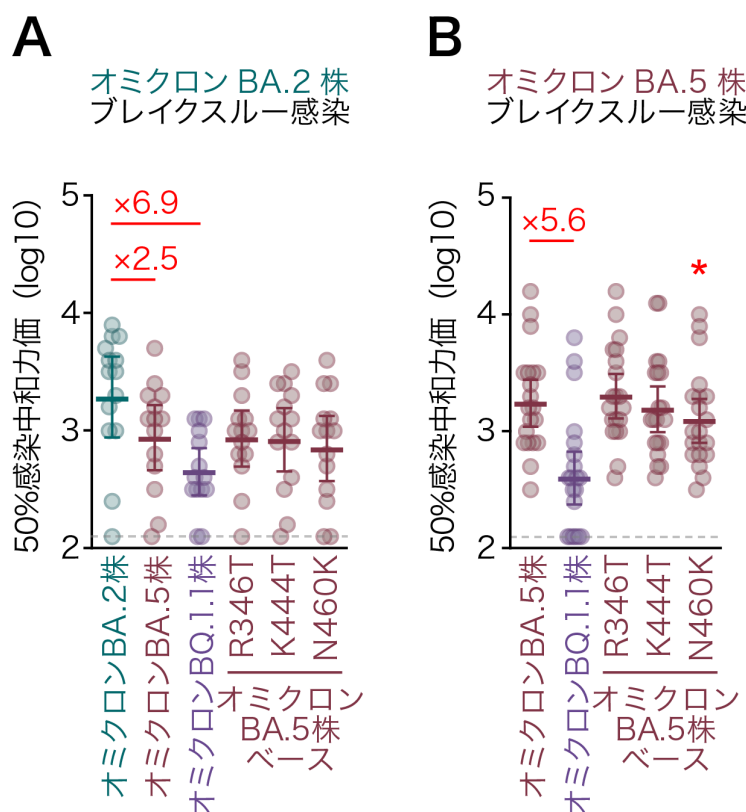 A
オミクロン BA.2 株
ブレイクスルー感染
50%感染中和力価 (log10)
5
4
3
2
×6.9
×2.5
オミクロンBA.2株
オミクロンBA.5株
オミクロンBQ.1.1株
R346T
K444T
N460K
オミクロン
BA.5株
ベース
B
オミクロン BA.5 株
ブレイクスルー感染
50%感染中和力価 (log10)
5
4
3
2
×5.6
*
オミクロンBA.5株
オミクロンBQ.1.1株
R346T
K444T
N460K
オミクロン
BA.5株
ベース